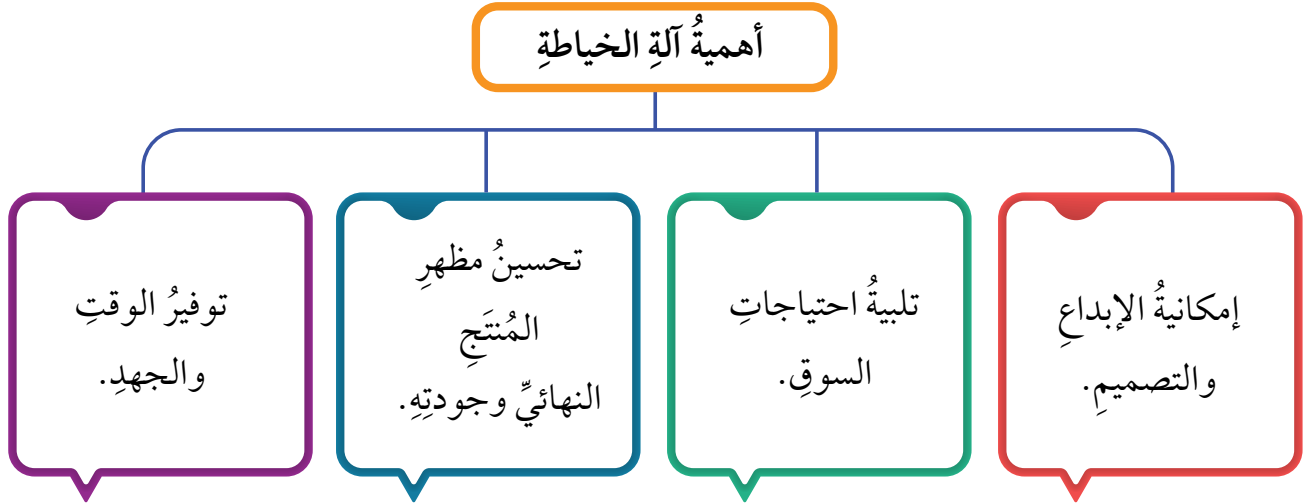 أهميةُ آلةِ الخياطةِ
إمكانيةُ الإبداعِ
والتصميمِ.
تلبيةُ احتياجاتِ
السوقِ.
تحسينُ مظهرِ
المُنتَجِ
النهائيِّ وجودتِهِ.
توفيرُ الوقتِ
والجهدِ.